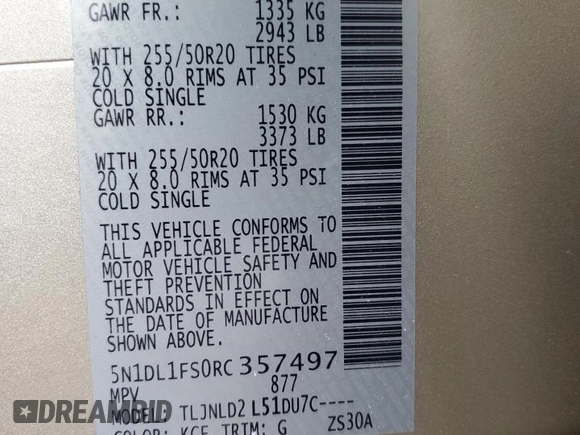 GAWR FR.: 1335 KG
2943 LB
WITH 255/50R20 TIRES
20 X 8.0 RIMS AT 35 PSI
COLD SINGLE
GAWR RR.: 1530 KG
3373 LB
WITH 255/50R20 TIRES
20 X 8.0 RIMS AT 35 PSI
COLD SINGLE
THIS VEHICLE CONFORMS TO
ALL APPLICABLE FEDERAL
MOTOR VEHICLE SAFETY AND
THEFT PREVENTION
STANDARDS IN EFFECT ON
THE DATE OF MANUFACTURE
SHOWN ABOVE.
5N1DL1FS0RC357497
MPV 877
MODEL: TLJNLD2 L51DU7C----
COLOR: KCE TRIM: G ZS30A
DREAMBID